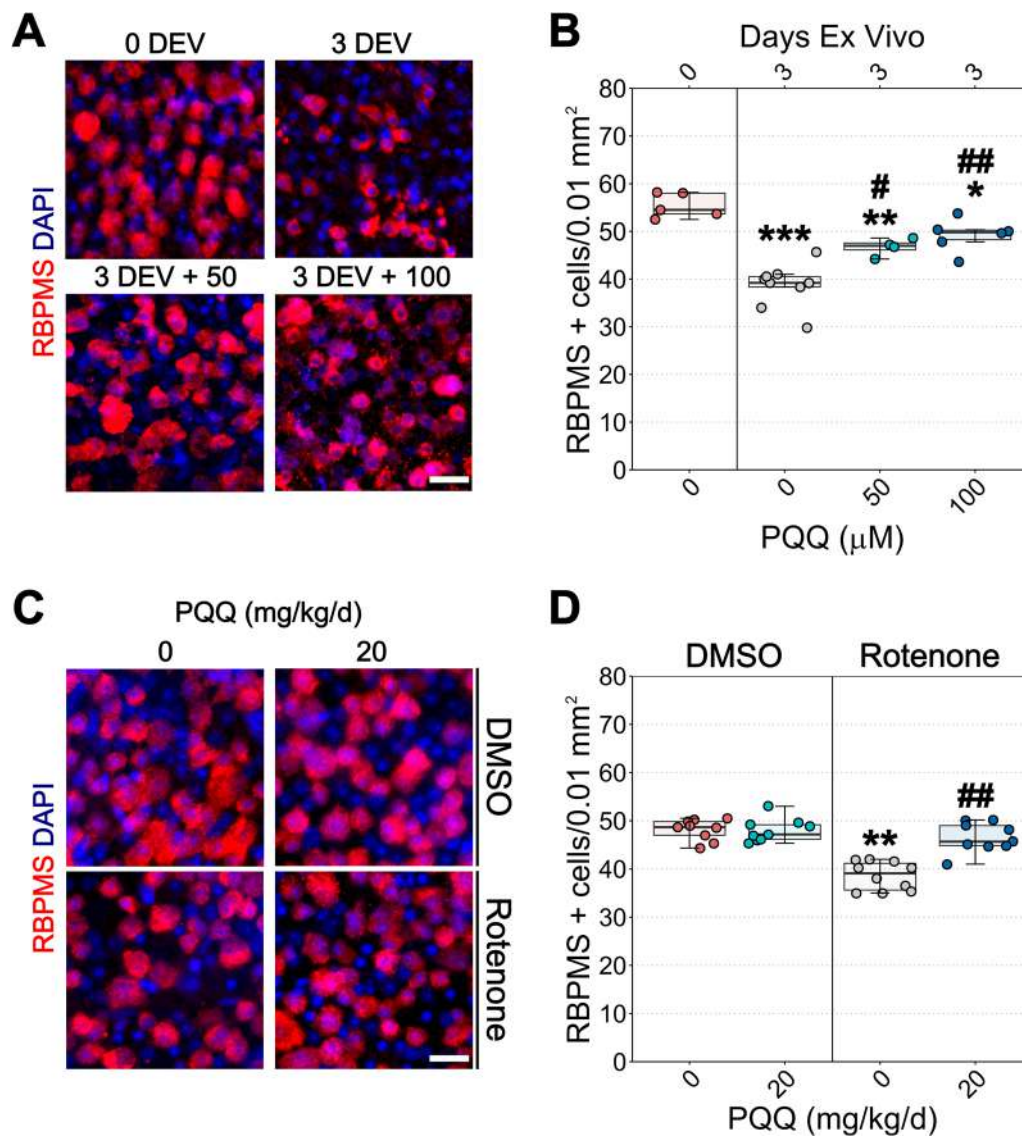 A
0 DEV
3 DEV
3 DEV + 50
3 DEV + 100
RBPMS DAPI
B
Days Ex Vivo
0
3
3
3
80
70
60
50
40
30
20
10
0
RBPMS + cells/0.01 mm²
***
#
**
##
*
0
0
50
100
PQQ (μM)
C
PQQ (mg/kg/d)
0
20
DMSO
Rotenone
RBPMS DAPI
D
DMSO
Rotenone
80
70
60
50
40
30
20
10
0
RBPMS + cells/0.01 mm²
**
##
0
20
0
20
PQQ (mg/kg/d)